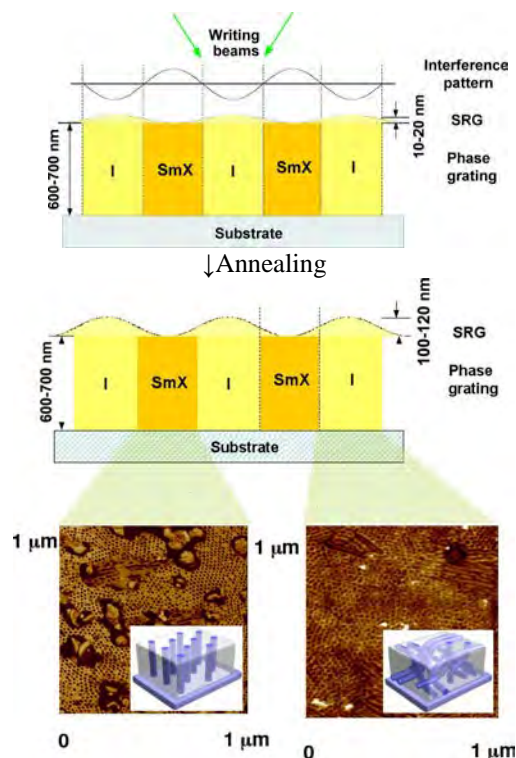 Writing
beams
Interference
pattern
10-20 nm
SRG
600-700 nm
I
SmX
I
SmX
I
Phase
grating
Substrate
↓Annealing
100-120 nm
SRG
600-700 nm
I
SmX
I
SmX
I
Phase
grating
Substrate
1 μm
1 μm
0
1 μm
0
1 μm